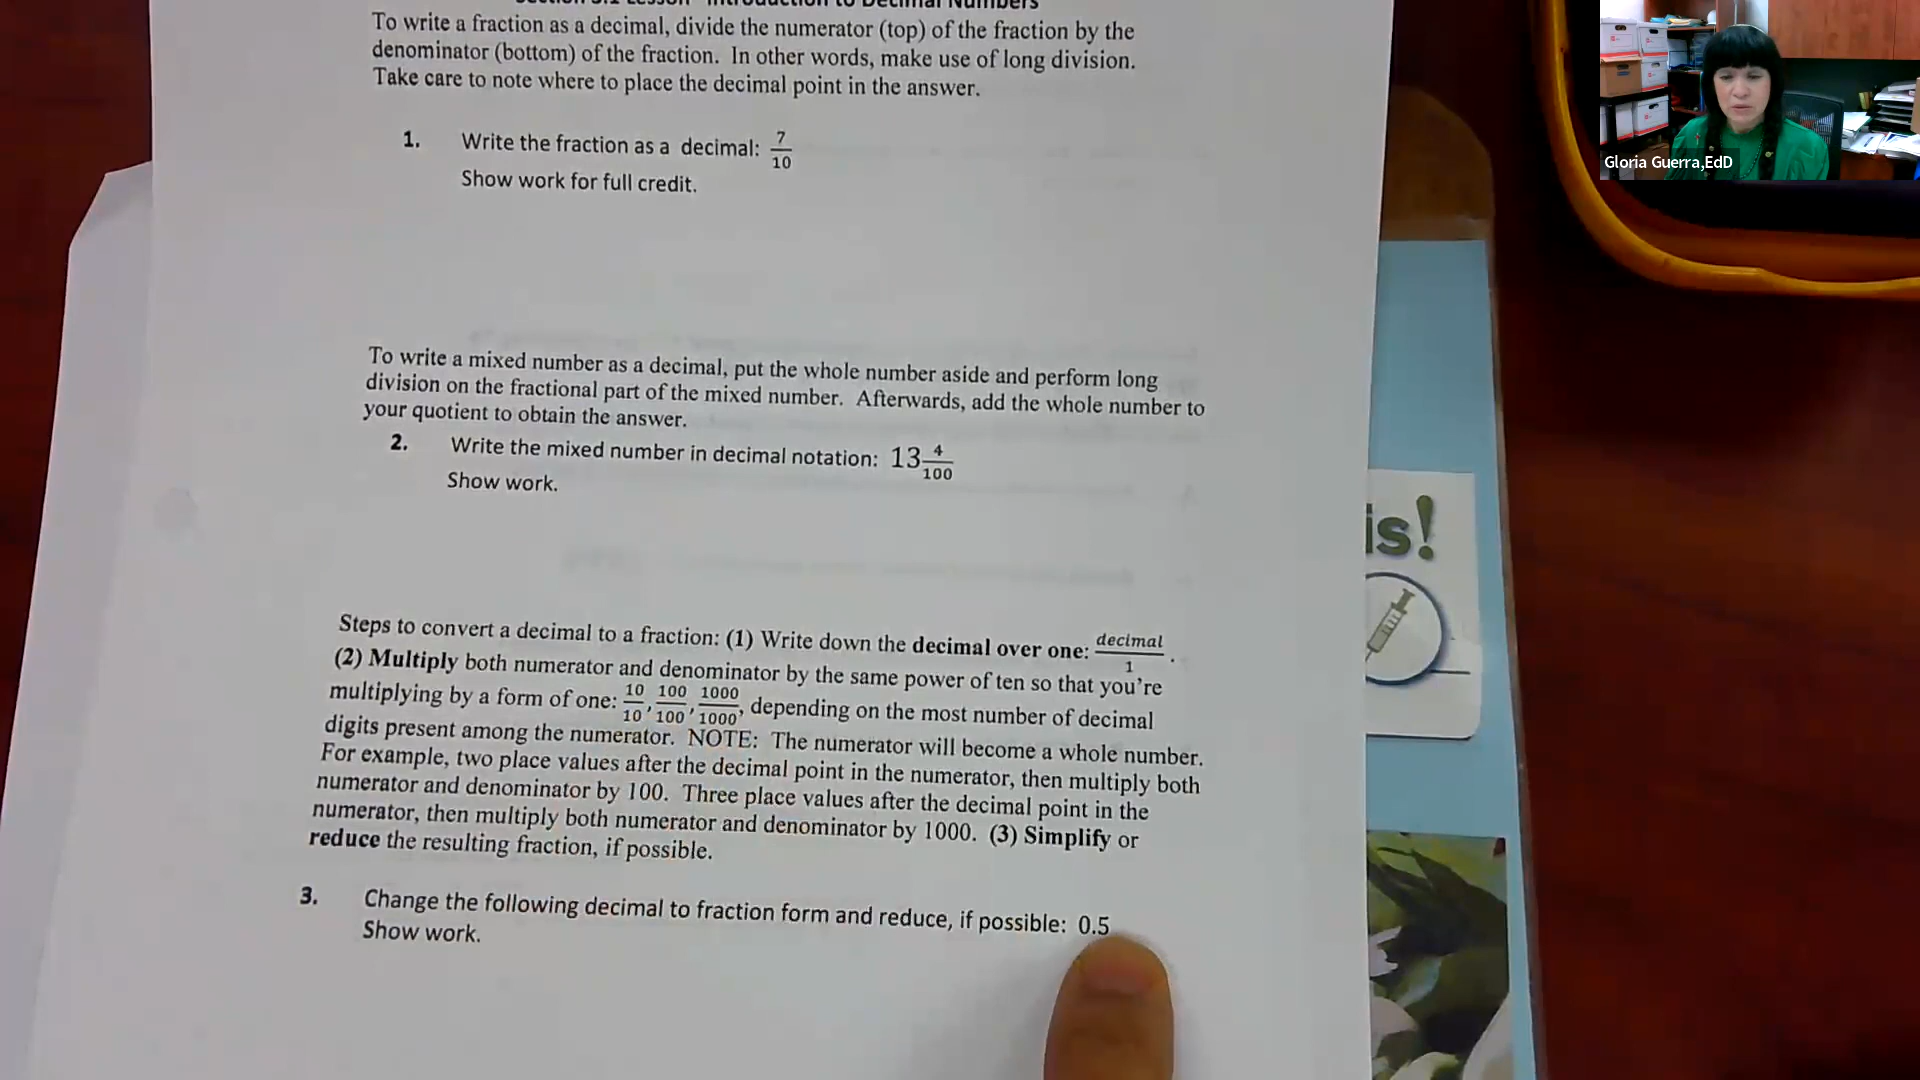 Section 3.1 Lesson - Introduction to Decimal Numbers
To write a fraction as a decimal, divide the numerator (top) of the fraction by the
denominator (bottom) of the fraction. In other words, make use of long division.
Take care to note where to place the decimal point in the answer.
1. Write the fraction as a decimal: 7/10
Show work for full credit.
To write a mixed number as a decimal, put the whole number aside and perform long
division on the fractional part of the mixed number. Afterwards, add the whole number to
your quotient to obtain the answer.
2. Write the mixed number in decimal notation: 13 4/100
Show work.
Steps to convert a decimal to a fraction: (1) Write down the decimal over one: decimal/1 .
(2) Multiply both numerator and denominator by the same power of ten so that you're
multiplying by a form of one: 10/10, 100/100, 1000/1000, depending on the most number of decimal
digits present among the numerator. NOTE: The numerator will become a whole number.
For example, two place values after the decimal point in the numerator, then multiply both
numerator and denominator by 100. Three place values after the decimal point in the
numerator, then multiply both numerator and denominator by 1000. (3) Simplify or
reduce the resulting fraction, if possible.
3. Change the following decimal to fraction form and reduce, if possible: 0.5
Show work.
is!
Gloria Guerra,EdD